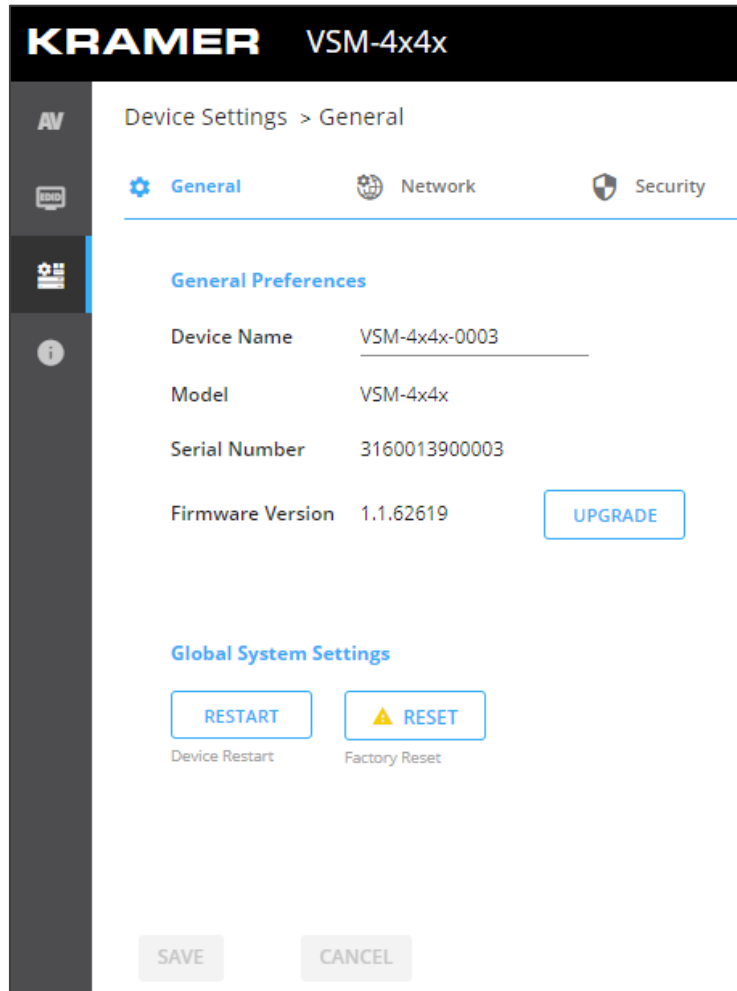 KRAMER VSM-4x4x
AV
Device Settings > General
EDID
General Network Security
General Preferences
Device Name VSM-4x4x-0003
Model VSM-4x4x
Serial Number 3160013900003
Firmware Version 1.1.62619 UPGRADE
Global System Settings
RESTART RESET
Device Restart Factory Reset
SAVE CANCEL